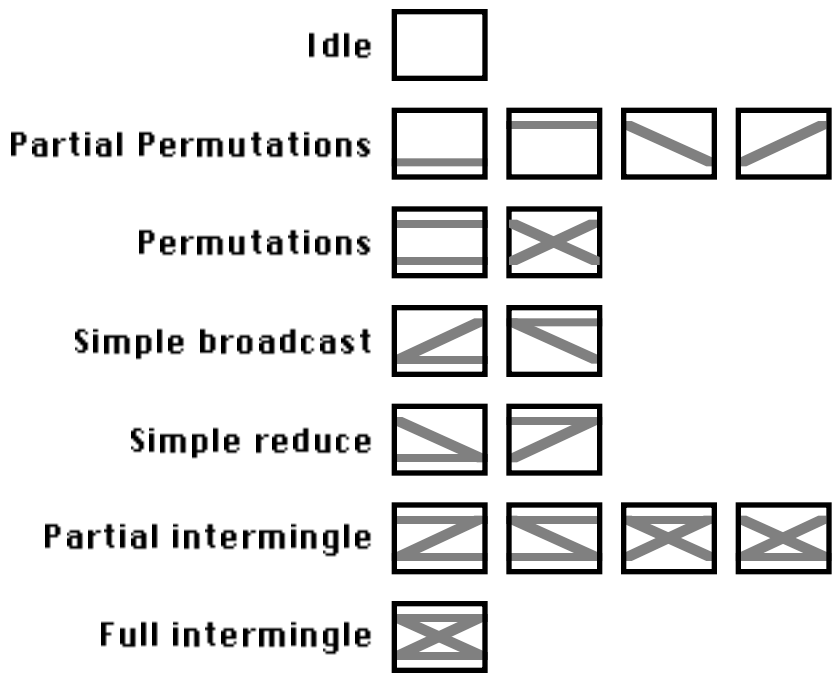 Idle
Partial Permutations
Permutations
Simple broadcast
Simple reduce
Partial intermingle
Full intermingle